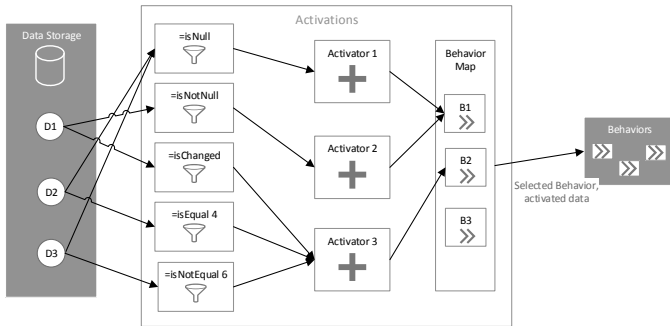 Activations
Data Storage
D1
D2
D3
=isNull
=isNotNull
=isChanged
=isEqual 4
=isNotEqual 6
Activator 1
Activator 2
Activator 3
Behavior
Map
B1
B2
B3
Selected Behavior,
activated data
Behaviors